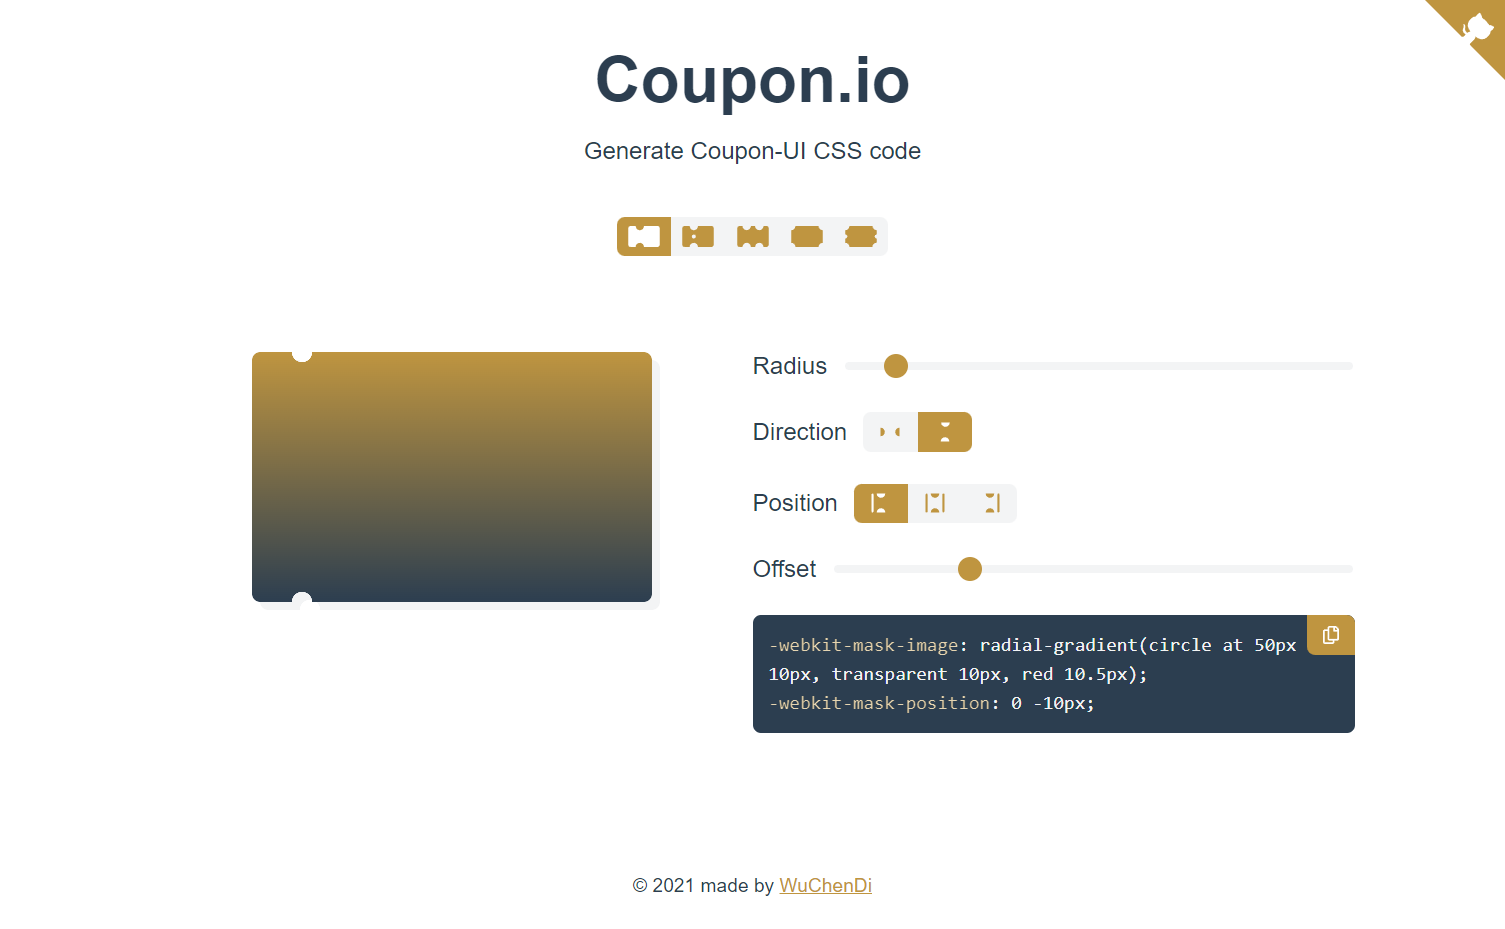 Coupon.io
Generate Coupon-UI CSS code
Radius
Direction
Position
Offset
-webkit-mask-image: radial-gradient(circle at 50px
10px, transparent 10px, red 10.5px);
-webkit-mask-position: 0 -10px;
© 2021 made by WuChenDi